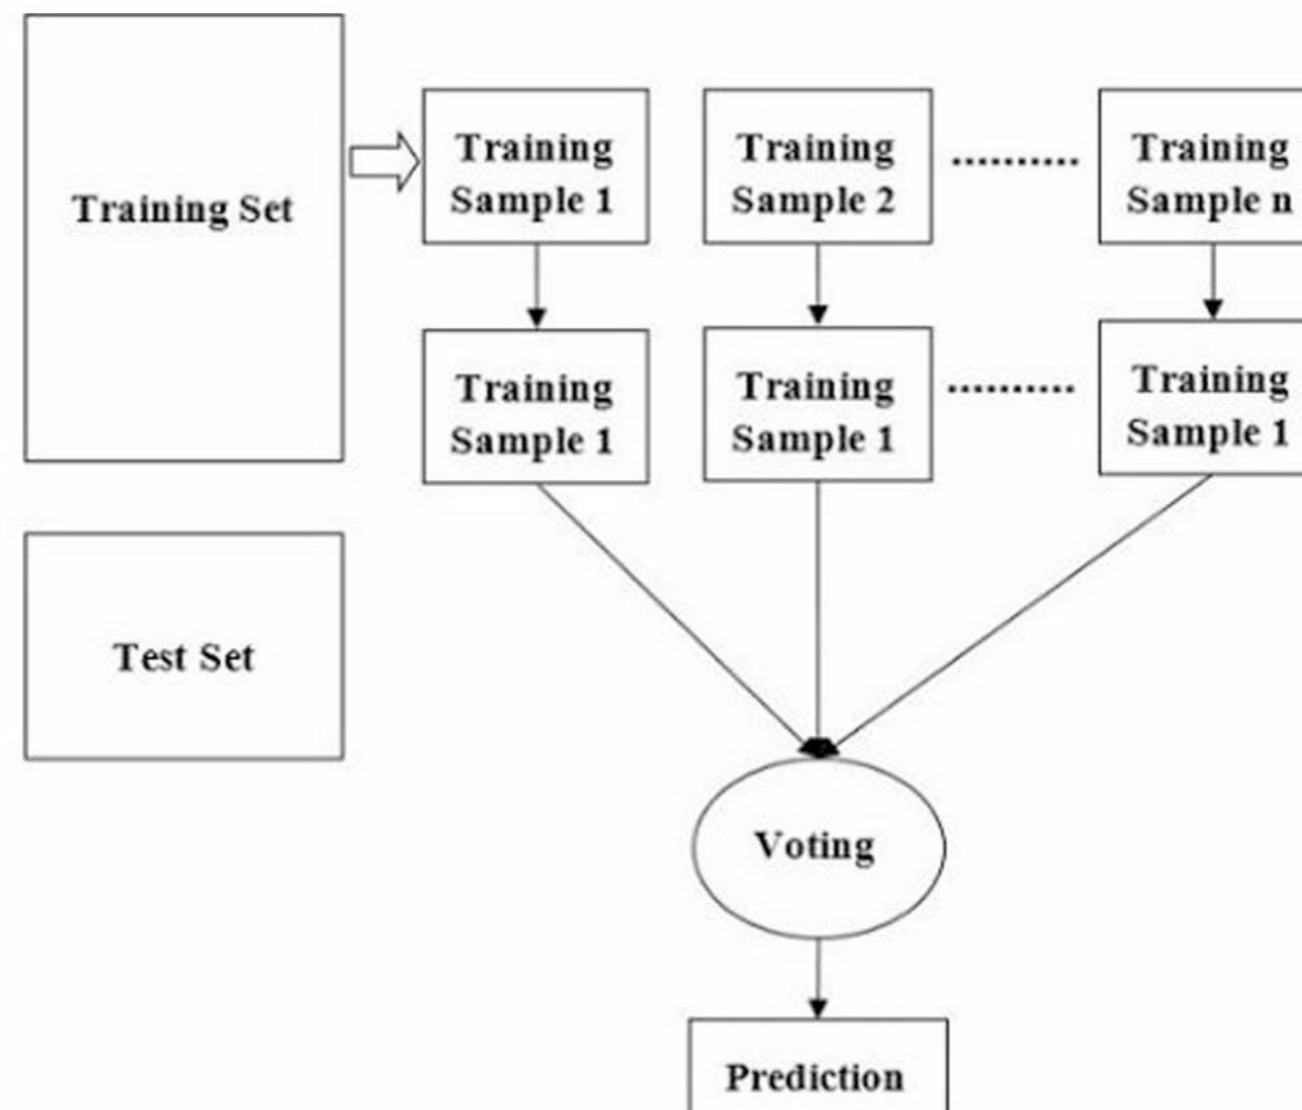 Training Set
Training
Sample 1
Training
Sample 2
Training
Sample n
Training
Sample 1
Training
Sample 1
Training
Sample 1
Test Set
Voting
Prediction